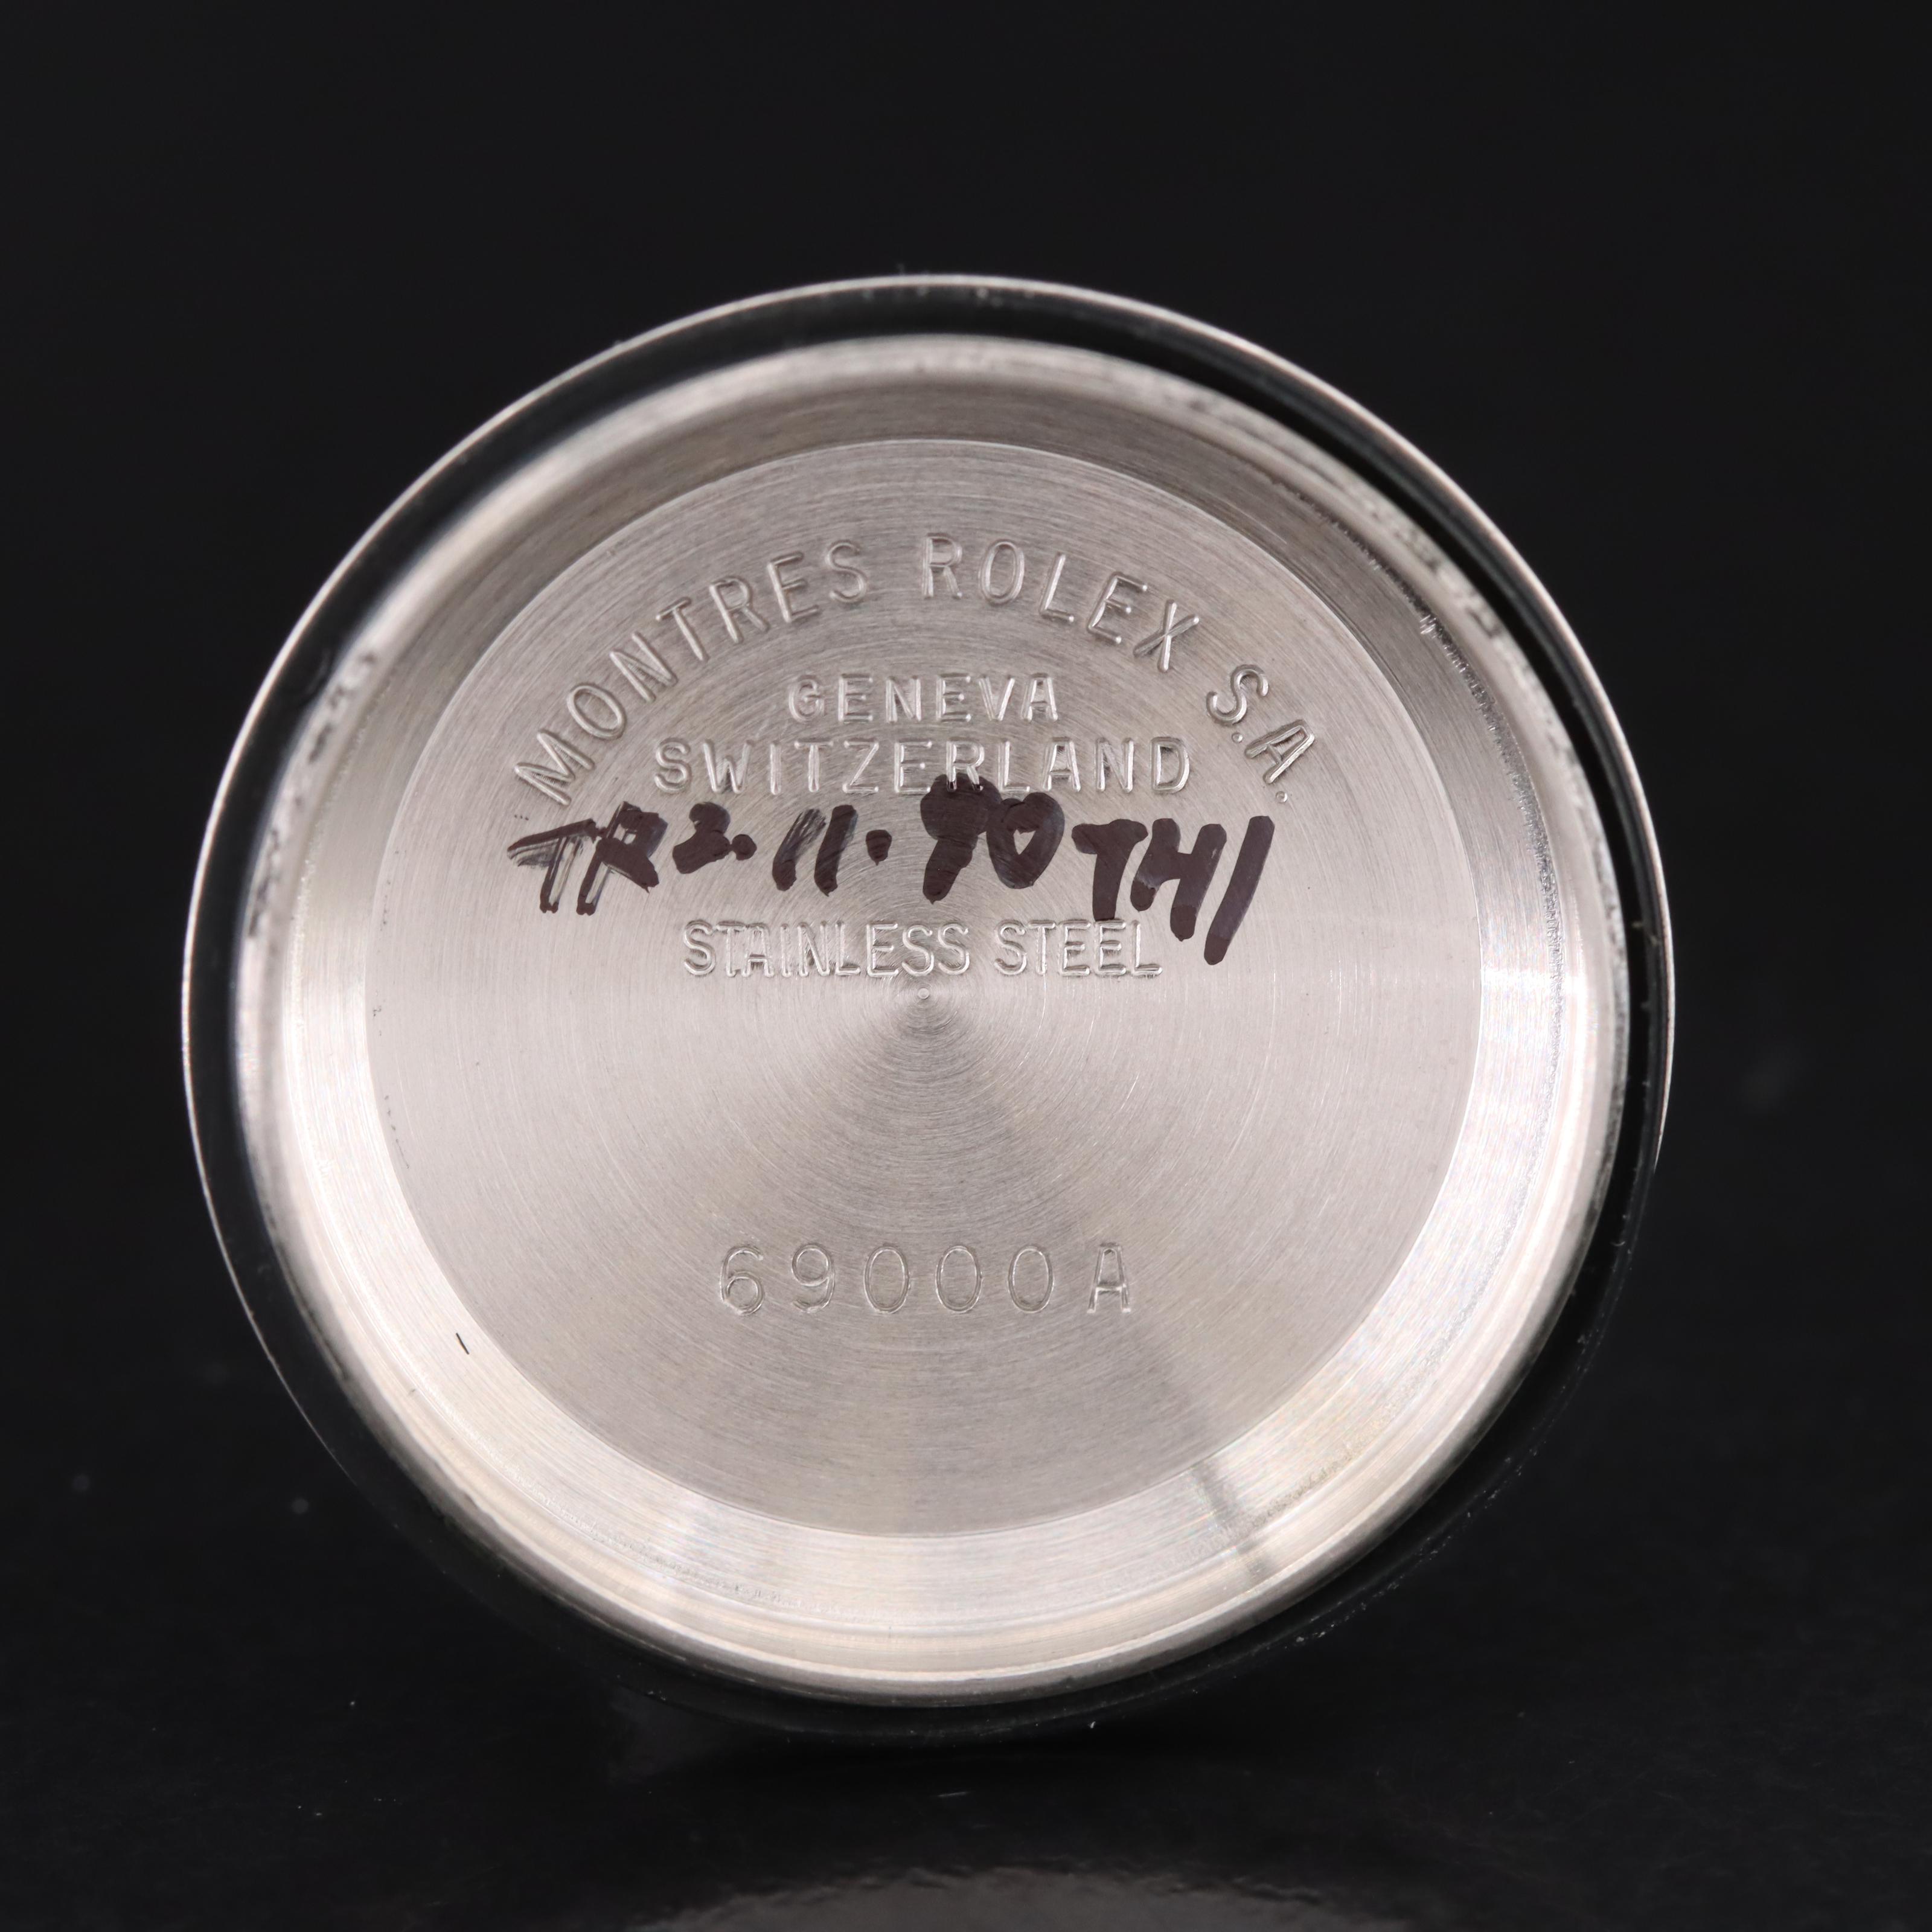 MONTRES ROLEX S.A.
GENEVA
SWITZERLAND
STAINLESS STEEL
69000A